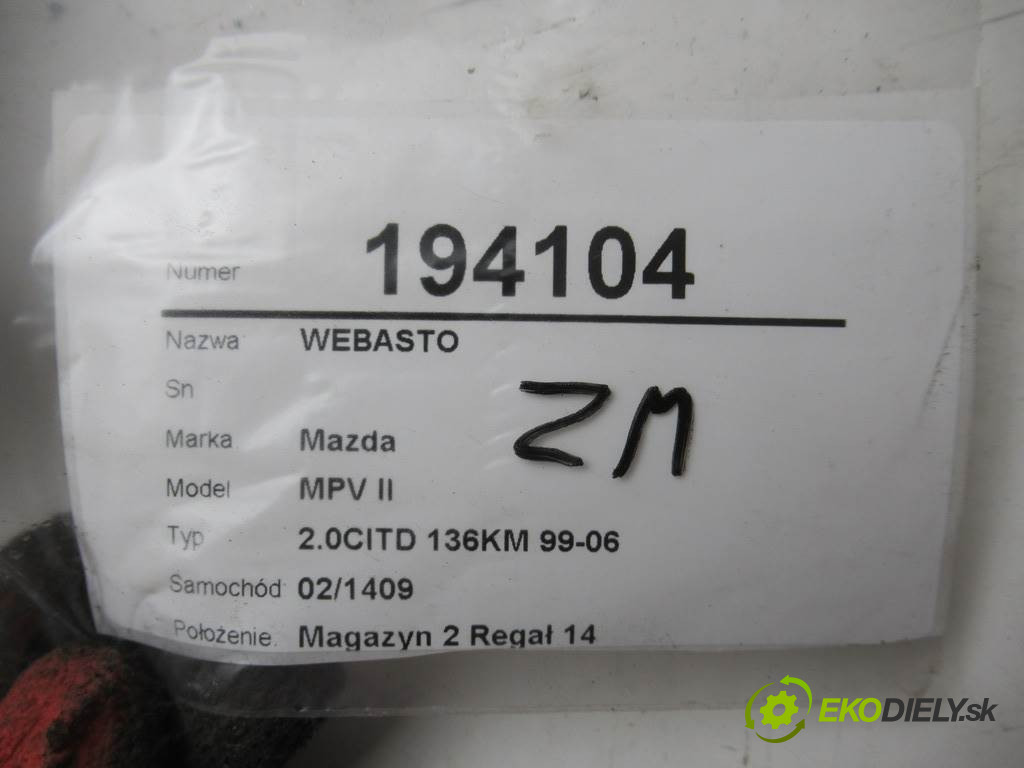 Numer 194104
Nazwa WEBASTO
Sn
Marka Mazda
ZM
Model MPV II
Typ 2.0CITD 136KM 99-06
Samochód 02/1409
Położenie. Magazyn 2 Regał 14
EKODIELY.sk